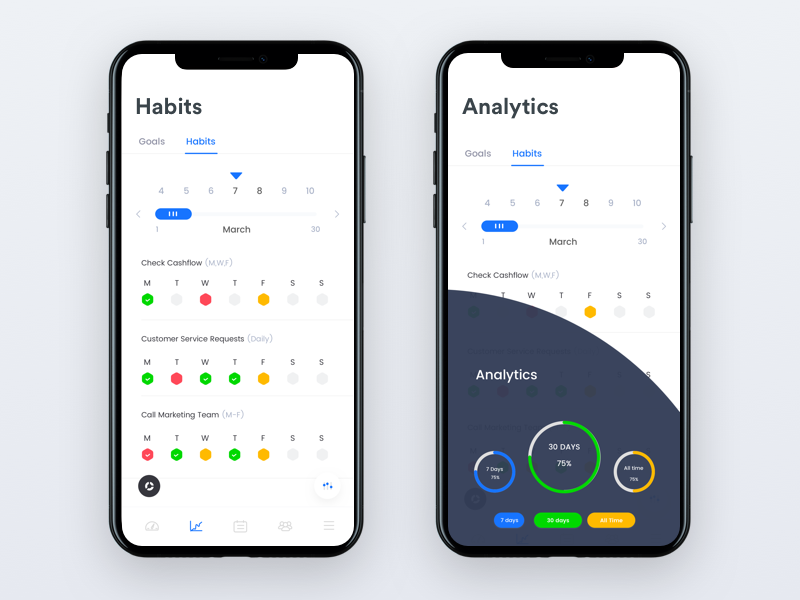 Habits
Goals Habits
4 5 6 7 8 9 10
1 March 30
Check Cashflow (M,W,F)
M T W T F S S
Customer Service Requests (Daily)
M T W T F S S
Call Marketing Team (M-F)
M T W T F S S
Analytics
Goals Habits
4 5 6 7 8 9 10
1 March 30
Check Cashflow (M,W,F)
M T W T F S S
S
Analytics
30 DAYS
75%
7 Days
75%
All time
75%
7 days 30 days All Time